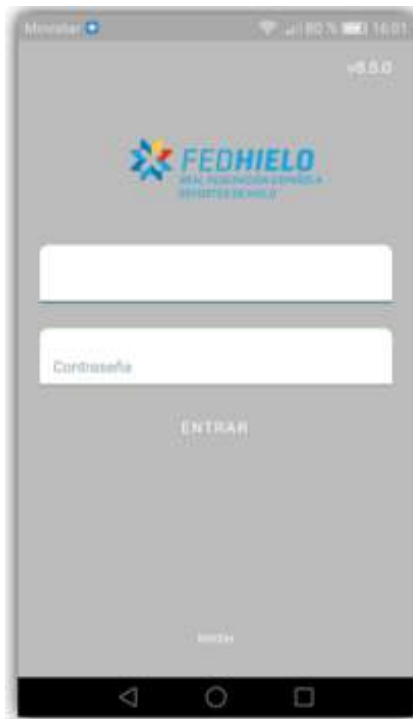 Movistar 80 % 16:01
v6.5.0
FEDHIELO
REAL FEDERACIÓN ESPAÑOLA
DEPORTES DE HIELO
Contraseña
ENTRAR